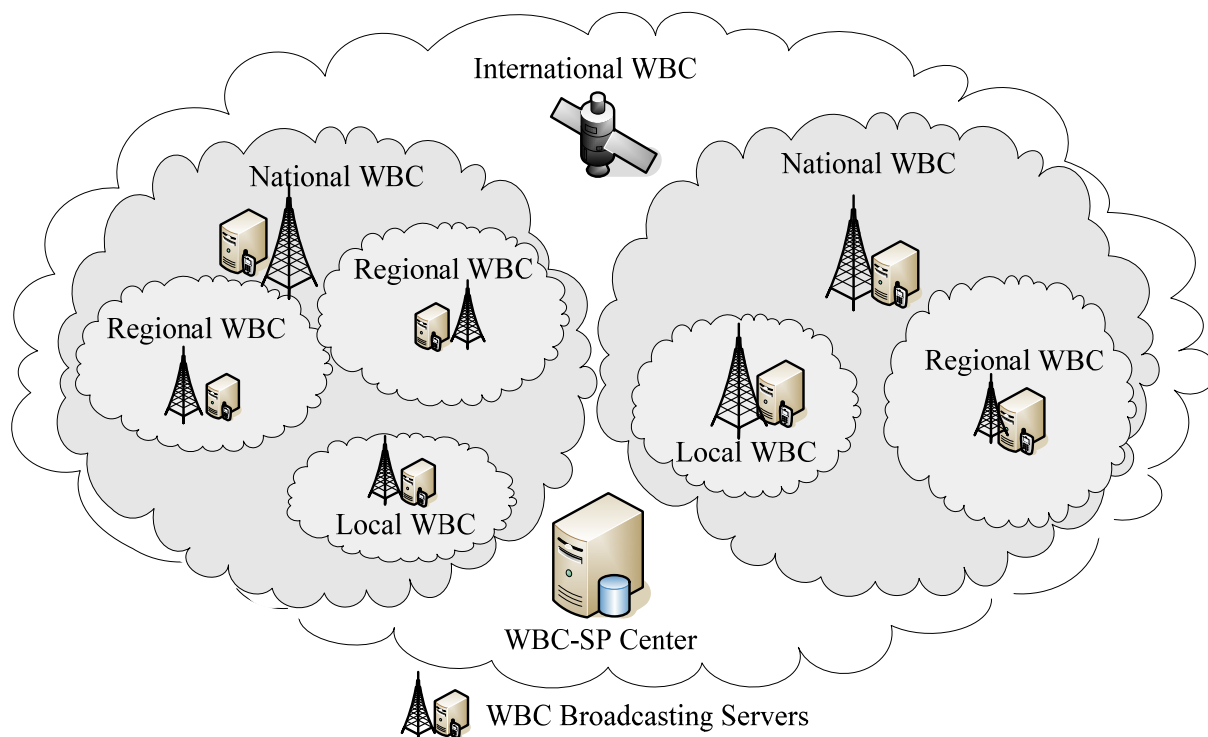 International WBC
National WBC
National WBC
Regional WBC
Regional WBC
Regional WBC
Local WBC
Local WBC
WBC-SP Center
WBC Broadcasting Servers